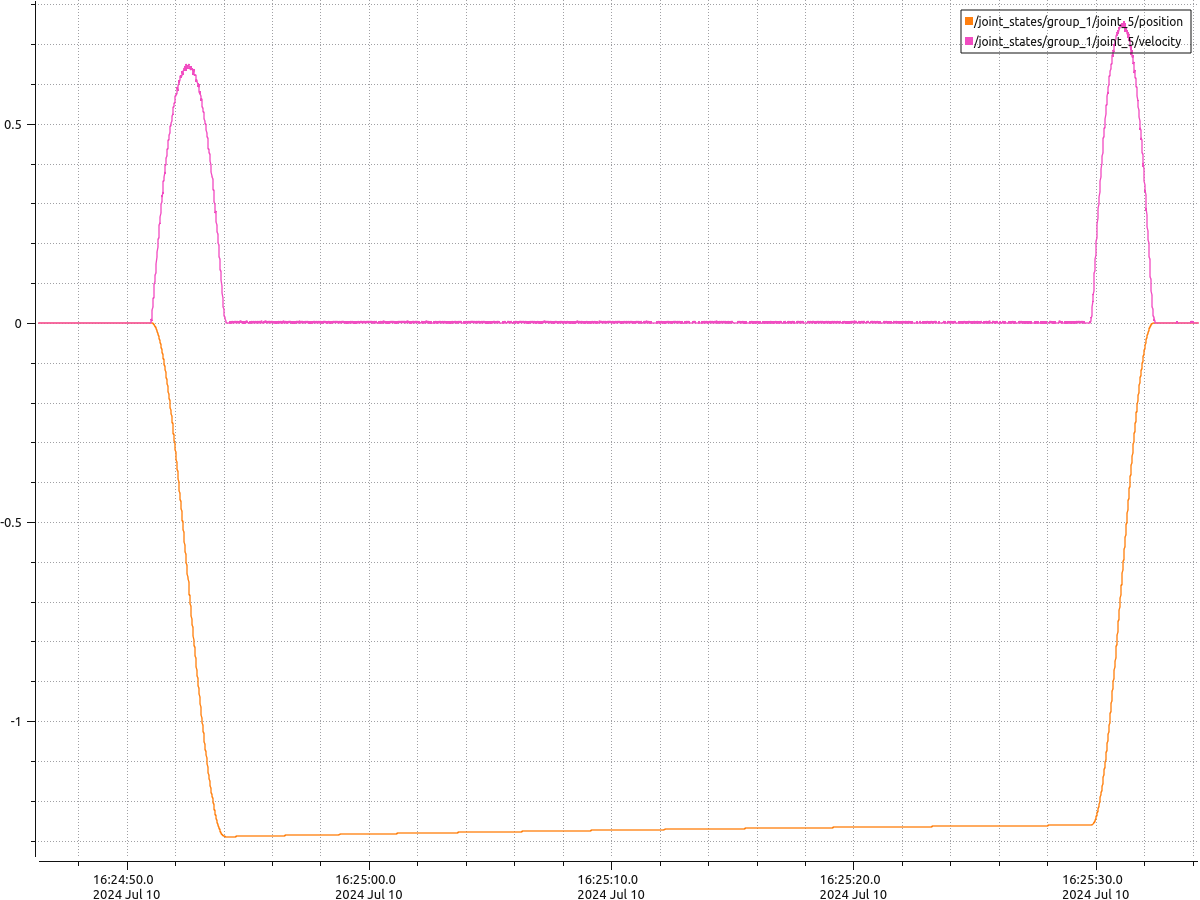 /joint_states/group_1/joint_5/position
/joint_states/group_1/joint_5/velocity
0.5
0
-0.5
-1
16:24:50.0
2024 Jul 10
16:25:00.0
2024 Jul 10
16:25:10.0
2024 Jul 10
16:25:20.0
2024 Jul 10
16:25:30.0
2024 Jul 10